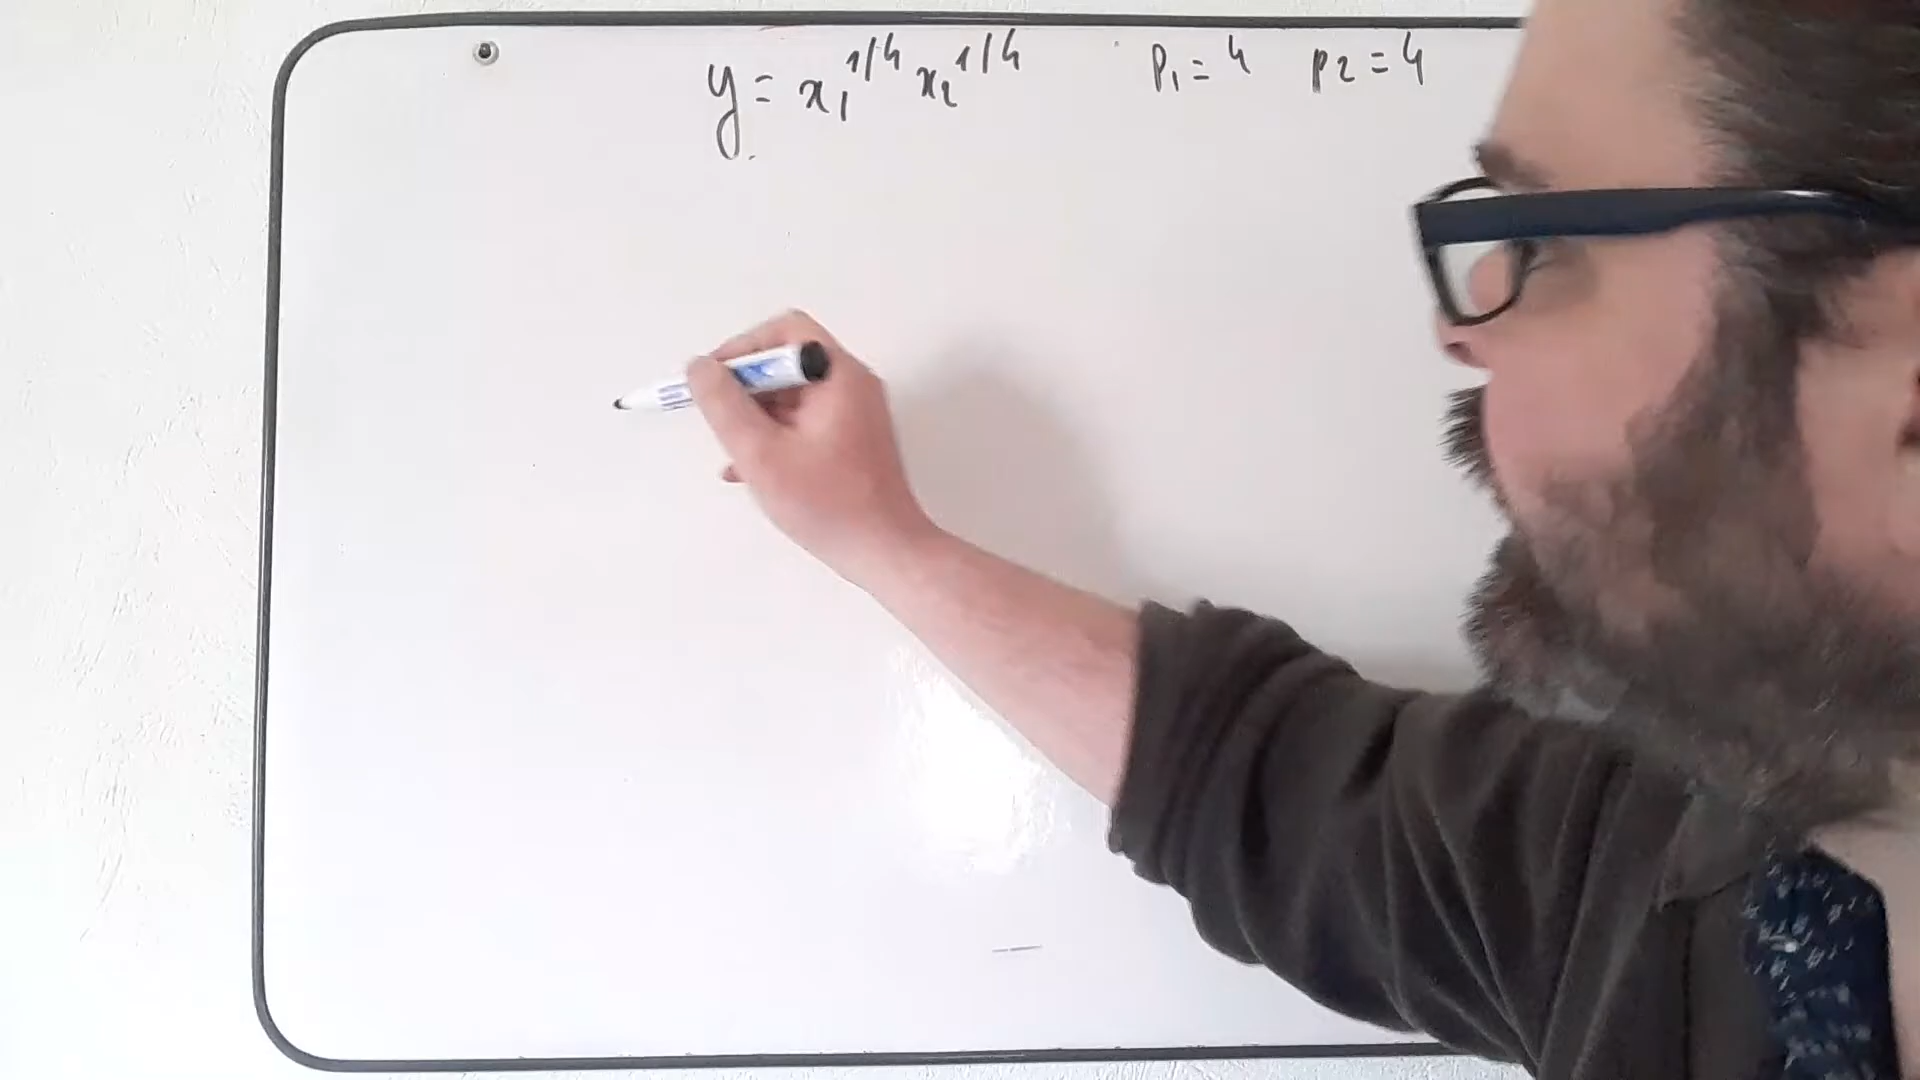 y = x₁^1/4 x₂^1/4 P₁ = 4 P2 = 4